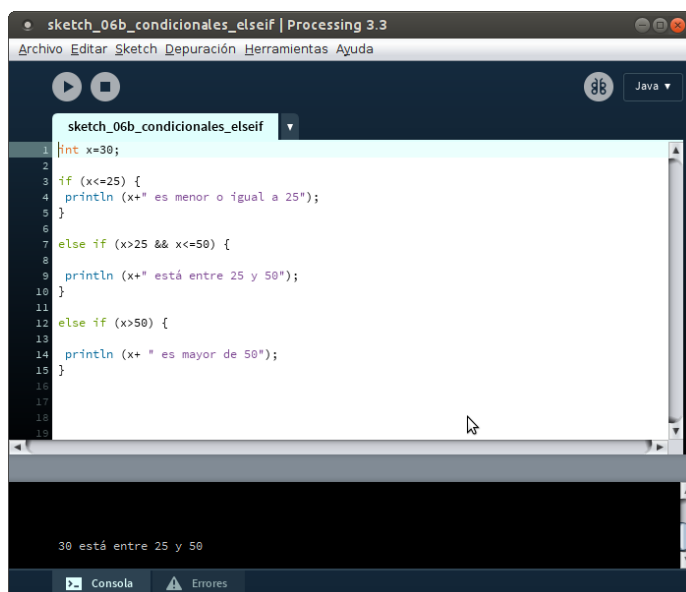 sketch_06b_condicionales_elseif | Processing 3.3
Archivo Editar Sketch Depuración Herramientas Ayuda
Java ▾
sketch_06b_condicionales_elseif ▾
1 int x=30;
2
3 if (x<=25) {
4 println (x+" es menor o igual a 25");
5 }
6
7 else if (x>25 && x<=50) {
8
9 println (x+" está entre 25 y 50");
10 }
11
12 else if (x>50) {
13
14 println (x+ " es mayor de 50");
15 }
16
17
18
19
30 está entre 25 y 50
Consola Errores